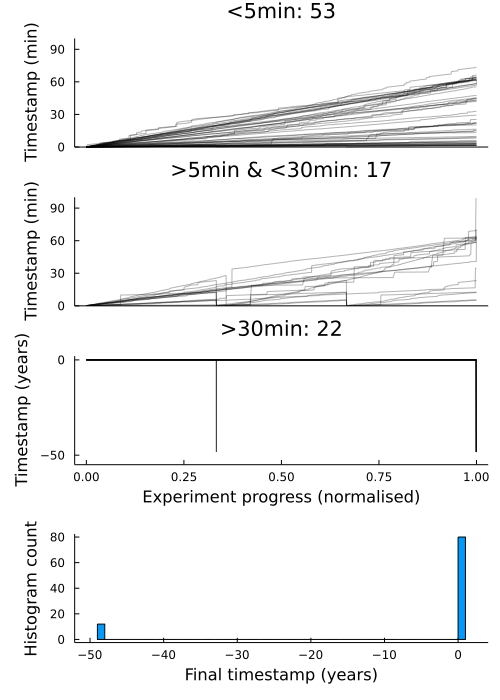 <5min: 53
Timestamp (min)
90
60
30
0
>5min & <30min: 17
Timestamp (min)
90
60
30
0
>30min: 22
Timestamp (years)
0
−50
0.00 0.25 0.50 0.75 1.00
Experiment progress (normalised)
Histogram count
80
60
40
20
0
−50 −40 −30 −20 −10 0
Final timestamp (years)